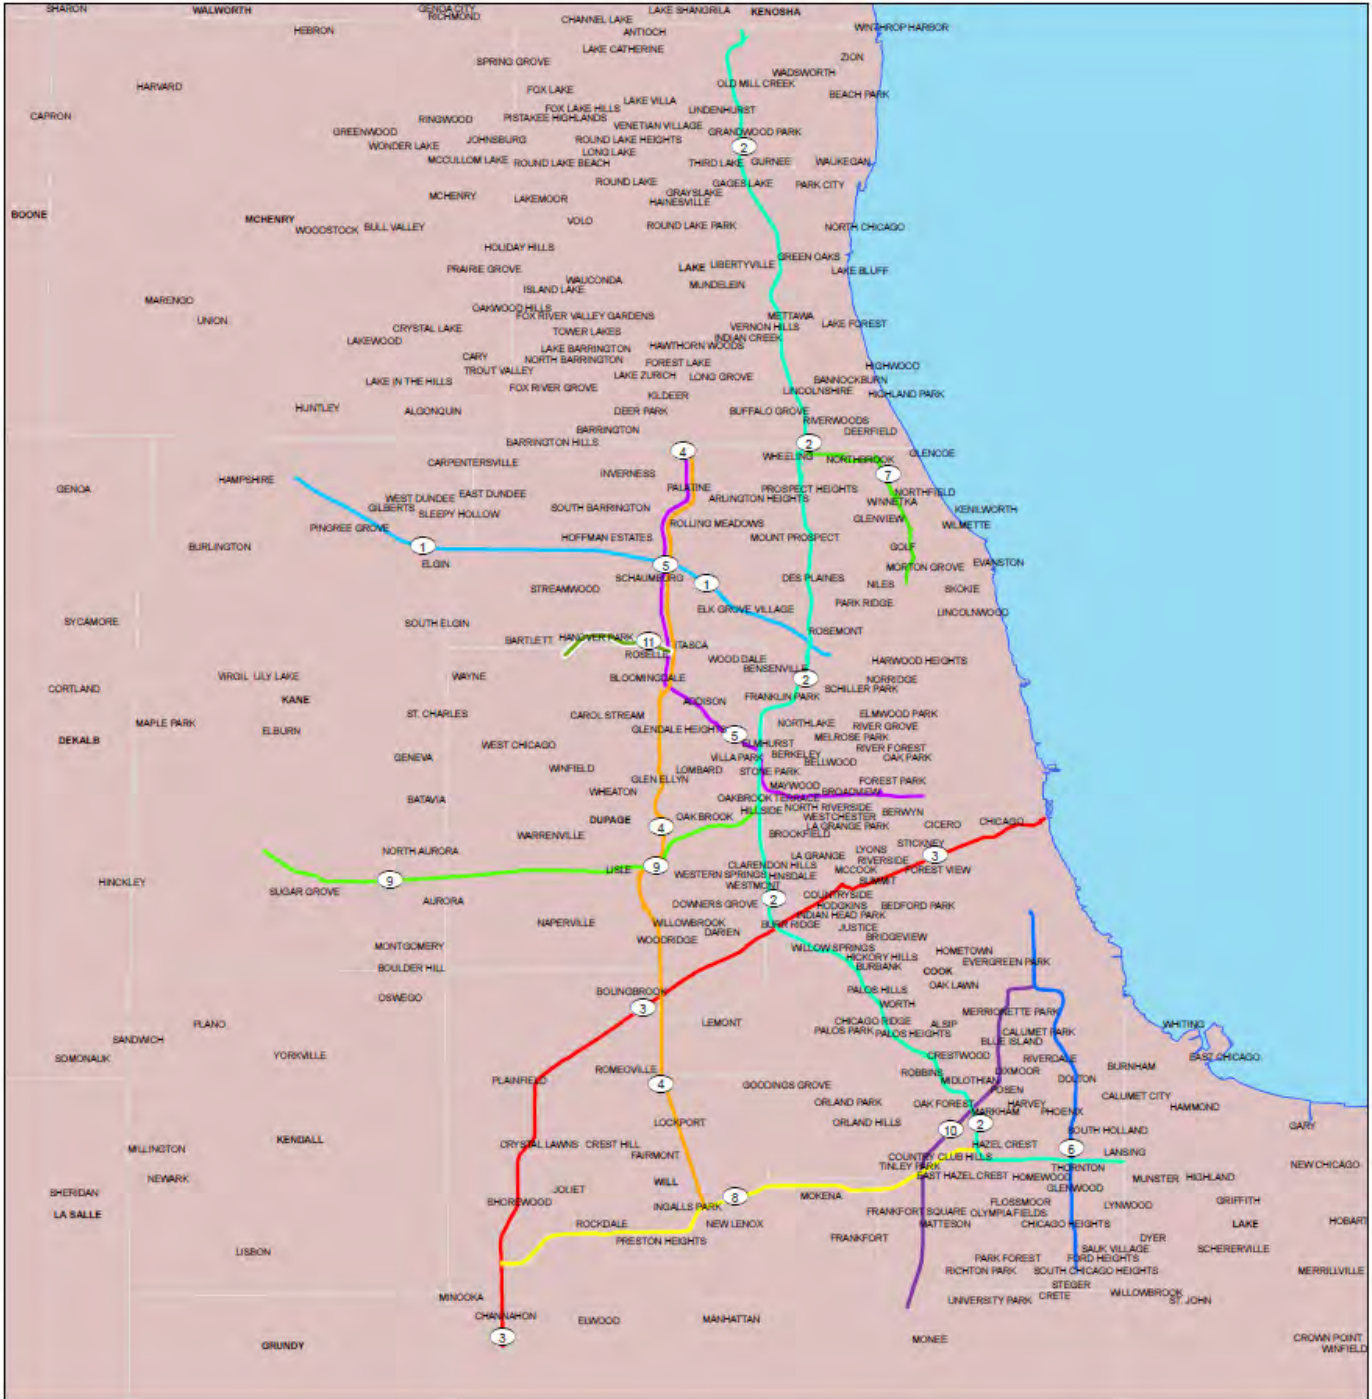 SHARON
WALWORTH
GENOA CITY
RICHMOND
LAKE SHANGRILA
KENOSHA
HEBRON
CHANNEL LAKE
ANTIOCH
WINTHROP HARBOR
LAKE CATHERINE
SPRING GROVE
ZION
WADSWORTH
HARVARD
FOX LAKE
OLD MILL CREEK
BEACH PARK
LAKE VILLA
CAPRON
FOX LAKE HILLS
LINDENHURST
RINGWOOD
PISTAKEE HIGHLANDS
VENETIAN VILLAGE
GREENWOOD
GRANDWOOD PARK
WONDER LAKE
JOHNSBURG
ROUND LAKE HEIGHTS
2
LONG LAKE
MCCULLOM LAKE
ROUND LAKE BEACH
THIRD LAKE
GURNEE
WAUKEGAN
ROUND LAKE
GAGES LAKE
PARK CITY
MCHENRY
LAKEMOOR
GRAYSLAKE
HAINESVILLE
BOONE
MCHENRY
WOODSTOCK
BULL VALLEY
VOLO
ROUND LAKE PARK
NORTH CHICAGO
HOLIDAY HILLS
GREEN OAKS
PRAIRIE GROVE
LAKE
LIBERTYVILLE
LAKE BLUFF
WAUCONDA
ISLAND LAKE
MUNDELEIN
MARENGO
OAKWOOD HILLS
UNION
FOX RIVER VALLEY GARDENS
METTAWA
CRYSTAL LAKE
TOWER LAKES
VERNON HILLS
LAKE FOREST
LAKEWOOD
INDIAN CREEK
LAKE BARRINGTON
HAWTHORN WOODS
CARY
NORTH BARRINGTON
FOREST LAKE
HIGHWOOD
TROUT VALLEY
LAKE IN THE HILLS
LAKE ZURICH
LONG GROVE
BANNOCKBURN
FOX RIVER GROVE
KILDEER
LINCOLNSHIRE
HIGHLAND PARK
HUNTLEY
ALGONQUIN
DEER PARK
BUFFALO GROVE
RIVERWOODS
BARRINGTON
DEERFIELD
BARRINGTON HILLS
4
2
WHEELING
NORTHBROOK
GLENCOE
CARPENTERSVILLE
INVERNESS
7
HAMPSHIRE
GENOA
PALATINE
PROSPECT HEIGHTS
NORTHFIELD
WEST DUNDEE
EAST DUNDEE
ARLINGTON HEIGHTS
WINNETKA
GILBERTS
SLEEPY HOLLOW
SOUTH BARRINGTON
KENILWORTH
PINGREE GROVE
ROLLING MEADOWS
GLENVIEW
WILMETTE
HOFFMAN ESTATES
MOUNT PROSPECT
BURLINGTON
1
GOLF
ELGIN
5
MORTON GROVE
EVANSTON
SCHAUMBURG
1
DES PLAINES
NILES
STREAMWOOD
SKOKIE
ELK GROVE VILLAGE
PARK RIDGE
LINCOLNWOOD
SYCAMORE
SOUTH ELGIN
ROSEMONT
BARTLETT
HANOVER PARK
11
ITASCA
ROSELLE
WOOD DALE
HARWOOD HEIGHTS
VIRGIL
LILY LAKE
WAYNE
BLOOMINGDALE
BENSENVILLE
2
NORRIDGE
CORTLAND
KANE
ADDISON
FRANKLIN PARK
SCHILLER PARK
MAPLE PARK
ST. CHARLES
CAROL STREAM
NORTHLAKE
ELMWOOD PARK
ELBURN
GLENDALE HEIGHTS
5
RIVER GROVE
DEKALB
WEST CHICAGO
ELMHURST
MELROSE PARK
GENEVA
VILLA PARK
BERKELEY
RIVER FOREST
WINFIELD
LOMBARD
STONE PARK
BELLWOOD
OAK PARK
GLEN ELLYN
MAYWOOD
FOREST PARK
BATAVIA
WHEATON
OAKBROOK TERRACE
BROADVIEW
DUPAGE
OAK BROOK
HILLSIDE
NORTH RIVERSIDE
BERWYN
4
WESTCHESTER
CHICAGO
WARRENVILLE
LA GRANGE PARK
CICERO
BROOKFIELD
NORTH AURORA
LYONS
STICKNEY
LA GRANGE
3
LISLE
9
CLARENDON HILLS
RIVERSIDE
HINCKLEY
9
WESTERN SPRINGS
HINSDALE
MCCOOK
FOREST VIEW
SUGAR GROVE
WESTMONT
SUMMIT
AURORA
DOWNERS GROVE
2
COUNTRYSIDE
HODGKINS
BEDFORD PARK
NAPERVILLE
WILLOWBROOK
BURR RIDGE
INDIAN HEAD PARK
DARIEN
JUSTICE
MONTGOMERY
WOODRIDGE
BRIDGEVIEW
WILLOW SPRINGS
HOMETOWN
BOULDER HILL
HICKORY HILLS
EVERGREEN PARK
BURBANK
COOK
OSWEGO
BOLINGBROOK
PALOS HILLS
OAK LAWN
3
WORTH
MERRIONETTE PARK
PLANO
LEMONT
CHICAGO RIDGE
ALSIP
WHITING
SANDWICH
PALOS PARK
PALOS HEIGHTS
CALUMET PARK
BLUE ISLAND
SOMONAUK
YORKVILLE
CRESTWOOD
RIVERDALE
EAST CHICAGO
PLAINFIELD
ROMEOVILLE
ROBBINS
DIXMOOR
BURNHAM
4
GOODINGS GROVE
MIDLOTHIAN
DOLTON
POSEN
CALUMET CITY
ORLAND PARK
OAK FOREST
HARVEY
HAMMOND
LOCKPORT
ORLAND HILLS
MARKHAM
PHOENIX
GARY
10
2
SOUTH HOLLAND
KENDALL
CRYSTAL LAWNS
CREST HILL
HAZEL CREST
6
LANSING
MILLINGTON
FAIRMONT
COUNTRY CLUB HILLS
TINLEY PARK
THORNTON
NEW CHICAGO
NEWARK
WILL
EAST HAZEL CREST
HOMEWOOD
MUNSTER
HIGHLAND
SHERIDAN
JOLIET
8
MOKENA
GLENWOOD
SHOREWOOD
INGALLS PARK
FLOSSMOOR
LYNWOOD
GRIFFITH
LA SALLE
FRANKFORT SQUARE
OLYMPIA FIELDS
ROCKDALE
NEW LENOX
MATTESON
CHICAGO HEIGHTS
LAKE
HOBART
LISBON
PRESTON HEIGHTS
FRANKFORT
DYER
SAUK VILLAGE
SCHERERVILLE
PARK FOREST
FORD HEIGHTS
RICHTON PARK
SOUTH CHICAGO HEIGHTS
MERRILLVILLE
STEGER
MINOOKA
UNIVERSITY PARK
CRETE
WILLOWBROOK
ST. JOHN
CHANNAHON
ELWOOD
MANHATTAN
3
MONEE
CROWN POINT
GRUNDY
WINFIELD